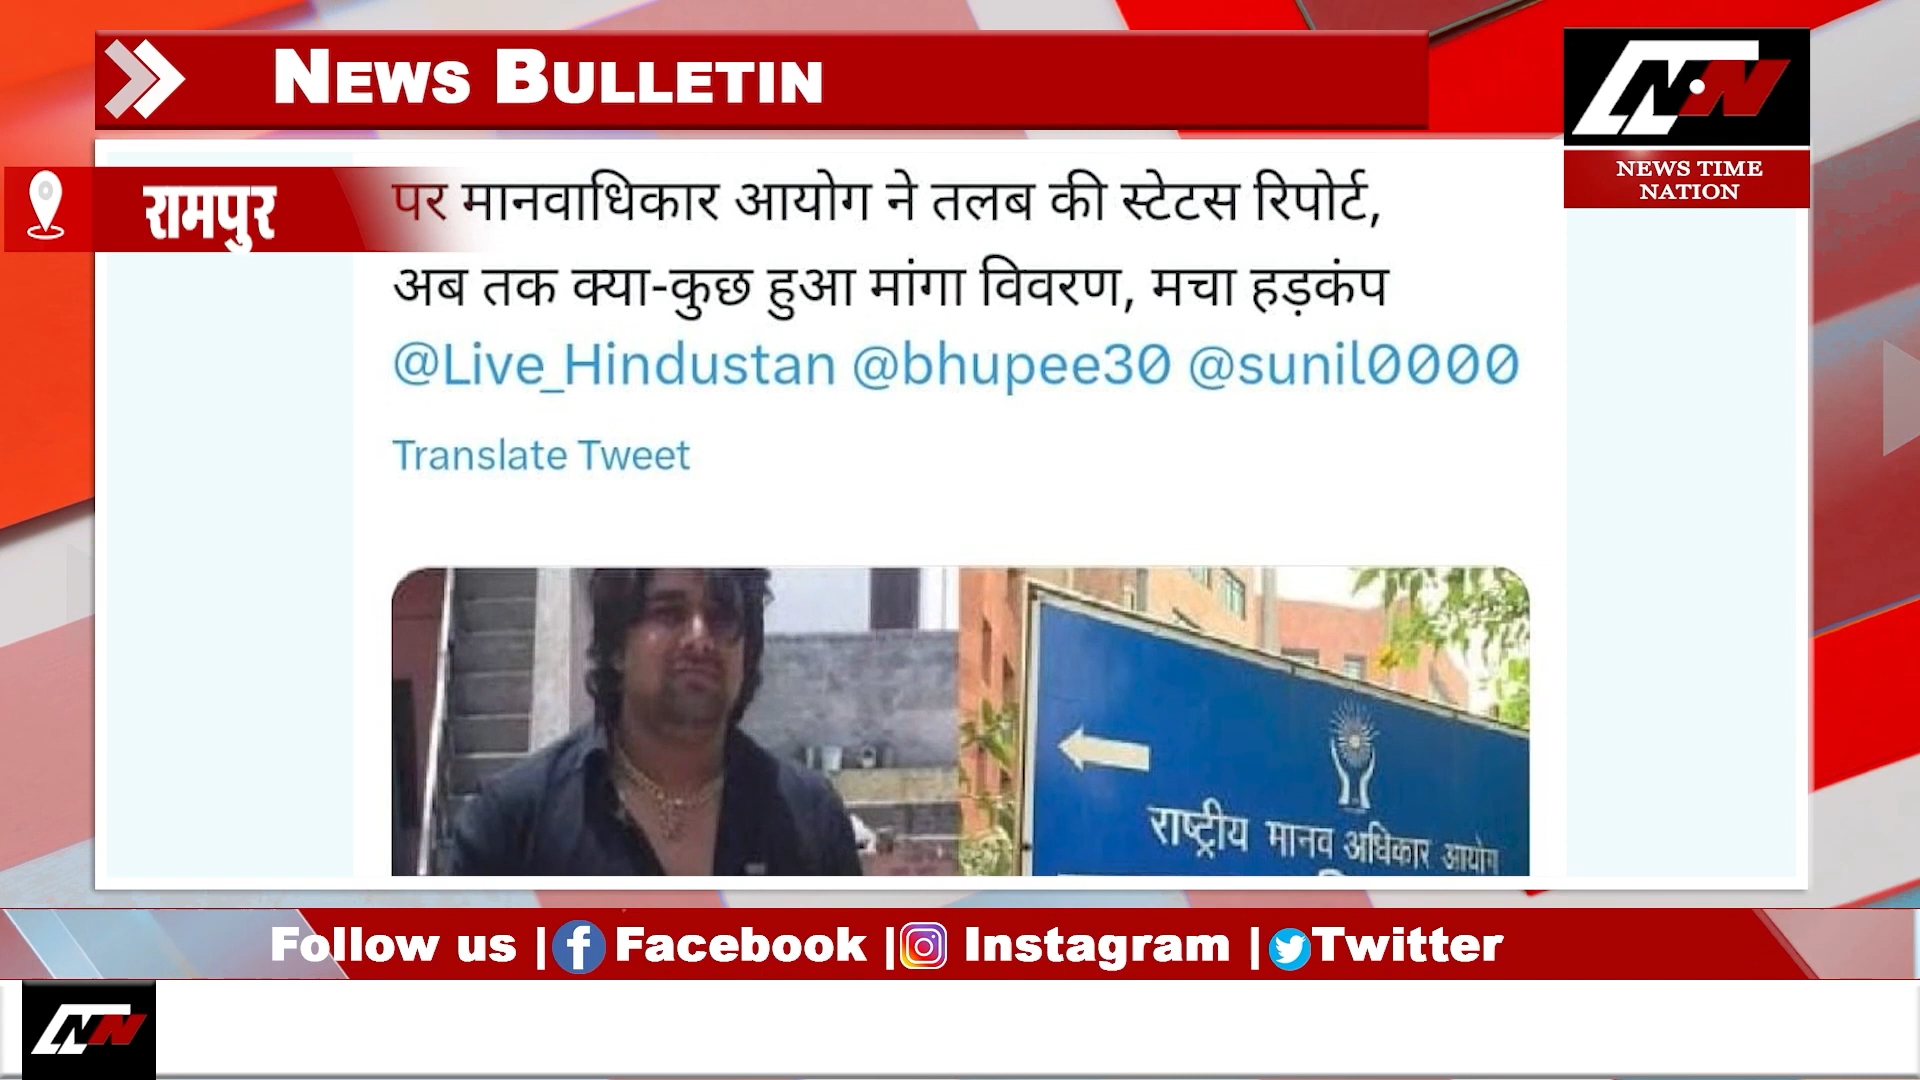 NEWS BULLETIN
NEWS TIME
NATION
रामपुर
पर मानवाधिकार आयोग ने तलब की स्टेटस रिपोर्ट,
अब तक क्या-कुछ हुआ मांगा विवरण, मचा हड़कंप
@Live_Hindustan @bhupee30 @sunil0000
Translate Tweet
राष्ट्रीय मानव अधिकार आयोग
Follow us | Facebook | Instagram | Twitter